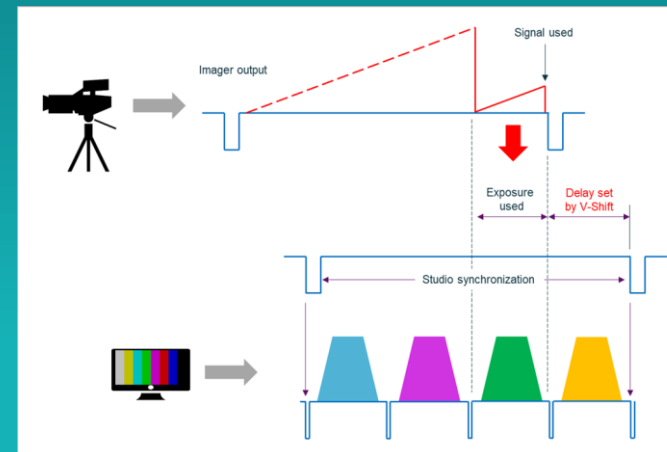 Signal used
Imager output
Exposure
used
Delay set
by V-Shift
Studio synchronization